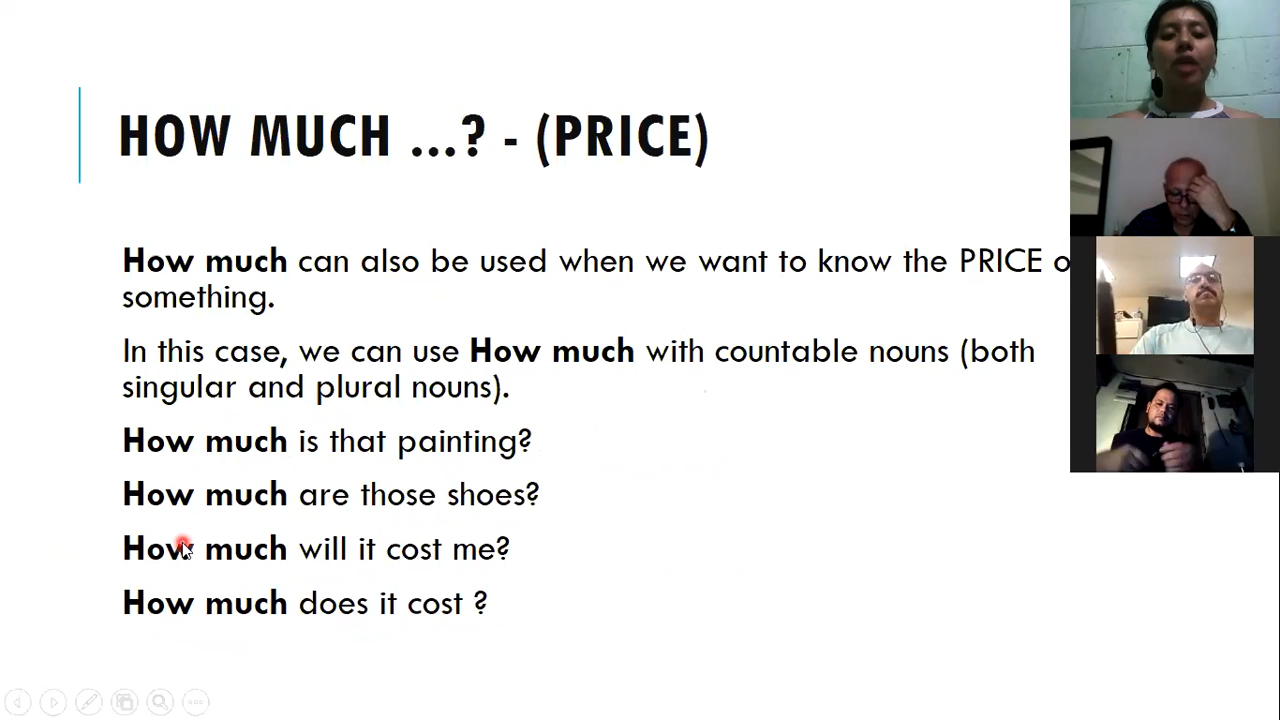 HOW MUCH ...? - (PRICE)
How much can also be used when we want to know the PRICE
something.
In this case, we can use How much with countable nouns (both
singular and plural nouns).
How much is that painting?
How much are those shoes?
How much will it cost me?
How much does it cost ?